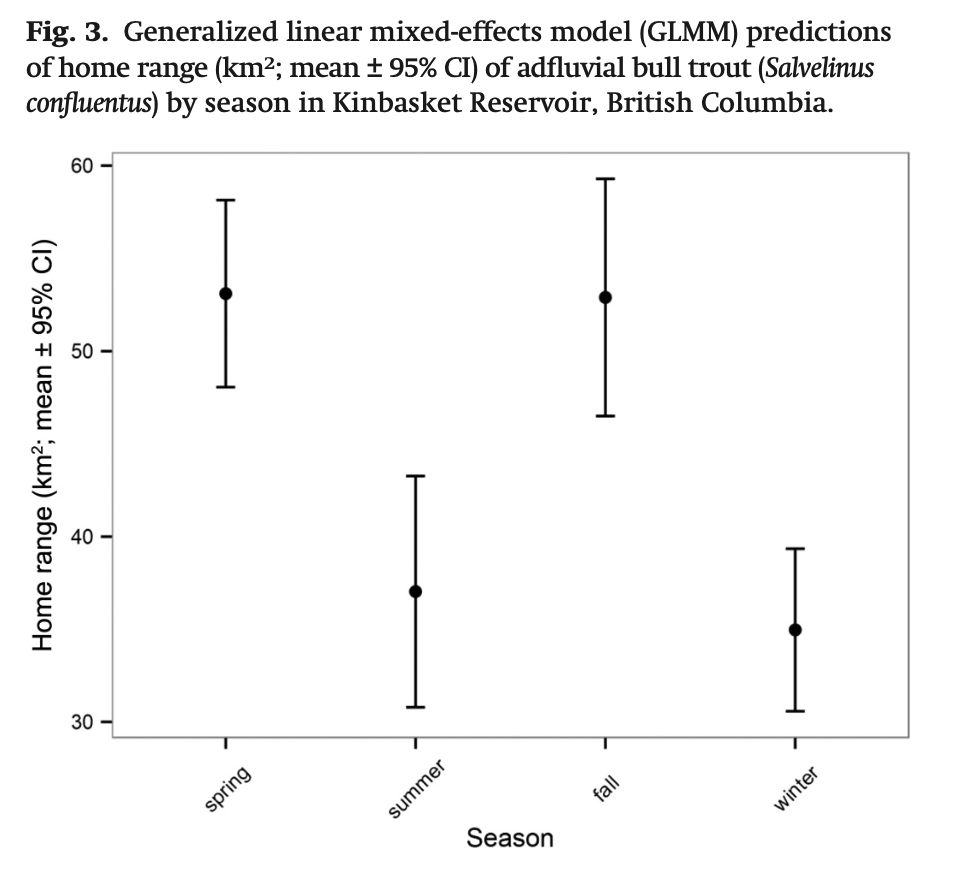 Fig. 3. Generalized linear mixed-effects model (GLMM) predictions
of home range (km²; mean ± 95% CI) of adfluvial bull trout (Salvelinus
confluentus) by season in Kinbasket Reservoir, British Columbia.
Home range (km²; mean ± 95% CI)
60
50
40
30
spring
summer
fall
winter
Season